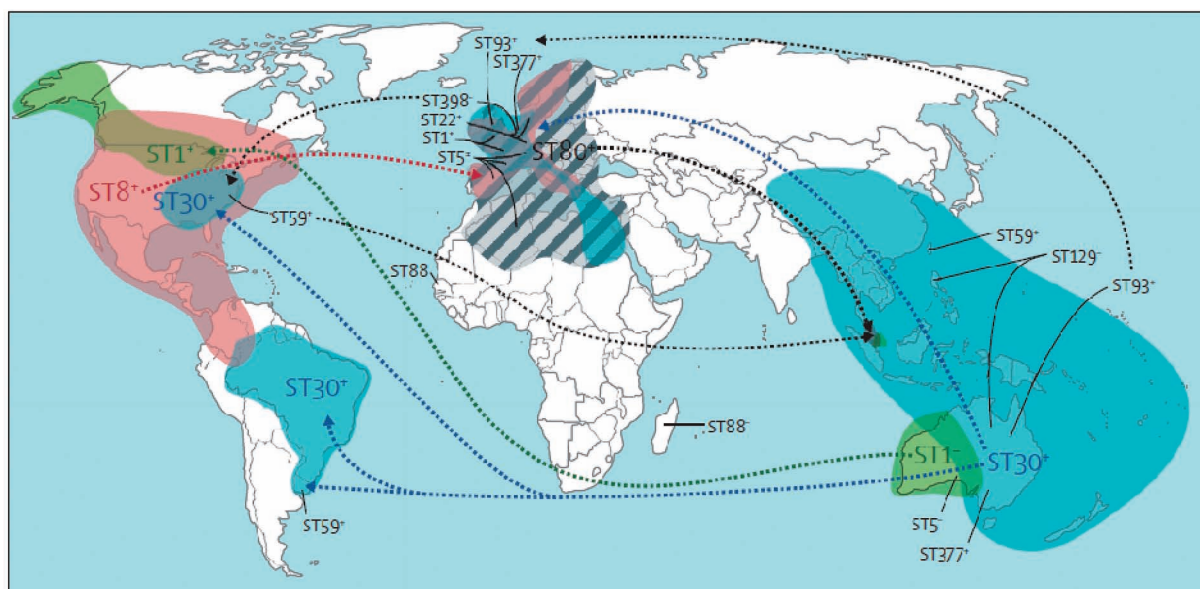 ST93⁺
ST377⁺
ST398⁻
ST22⁺
ST1⁺
ST5⁺
ST80⁺
ST1⁺
ST8⁺
ST30⁺
ST59⁺
ST88
ST59⁺
ST129⁻
ST93⁺
ST30⁺
ST88⁻
ST1⁻
ST30⁺
ST59⁺
ST5⁻
ST377⁺